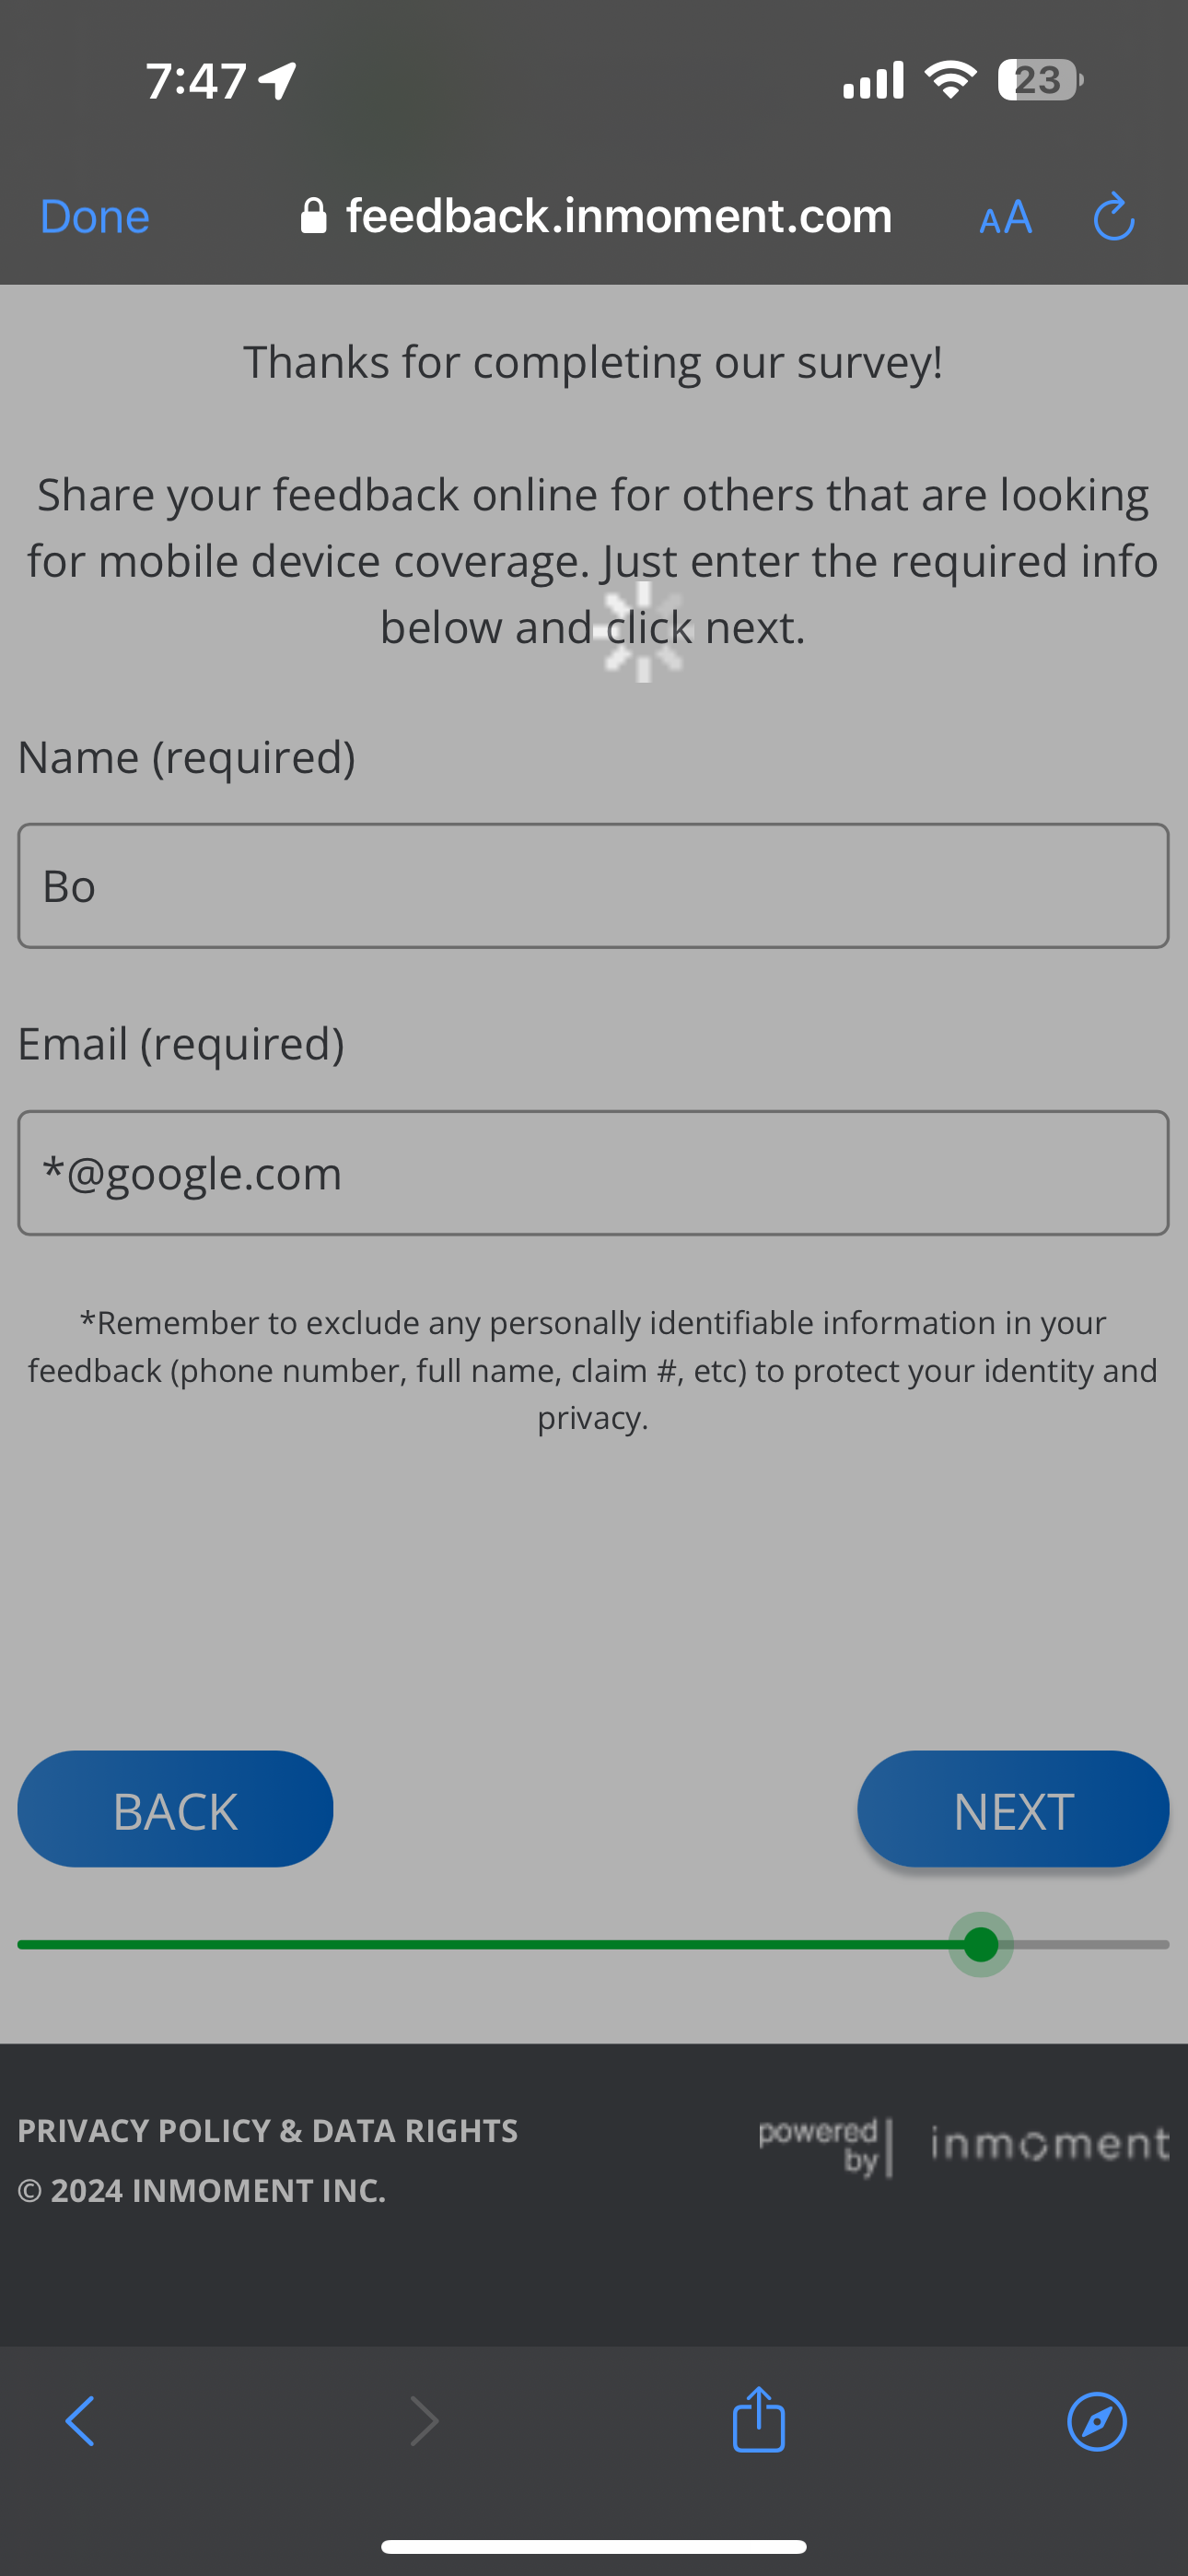 7:47
23
Done
feedback.inmoment.com
AA
Thanks for completing our survey!
Share your feedback online for others that are looking
for mobile device coverage. Just enter the required info
below and click next.
Name (required)
Bo
Email (required)
*@google.com
*Remember to exclude any personally identifiable information in your
feedback (phone number, full name, claim #, etc) to protect your identity and
privacy.
BACK
NEXT
PRIVACY POLICY & DATA RIGHTS
© 2024 INMOMENT INC.
powered
by
inmoment